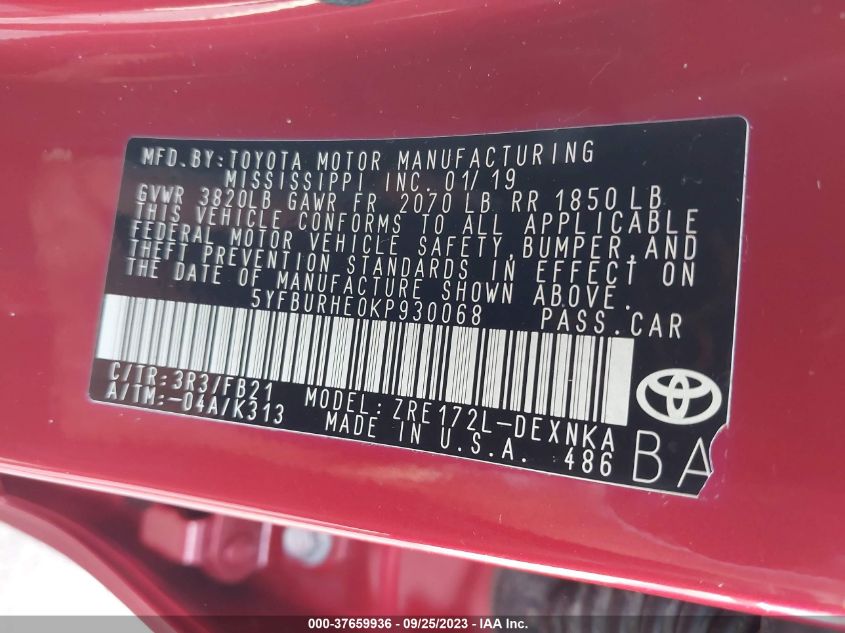 MFD.BY:TOYOTA MOTOR MANUFACTURING
MISSISSIPPI INC. 01/19
GVWR 3820LB GAWR FR 2070 LB RR 1850 LB
THIS VEHICLE CONFORMS TO ALL APPLICABLE
FEDERAL MOTOR VEHICLE SAFETY, BUMPER, AND
THEFT PREVENTION STANDARDS IN EFFECT ON
THE DATE OF MANUFACTURE SHOWN ABOVE.
5YFBURHE0KP930068 PASS.CAR
C/TR:3R3/FB21
A/TM:-04A/K313
MODEL:ZRE172L-DEXNKA
MADE IN U.S.A. 486
BA
000-37659936 - 09/25/2023 - IAA Inc.